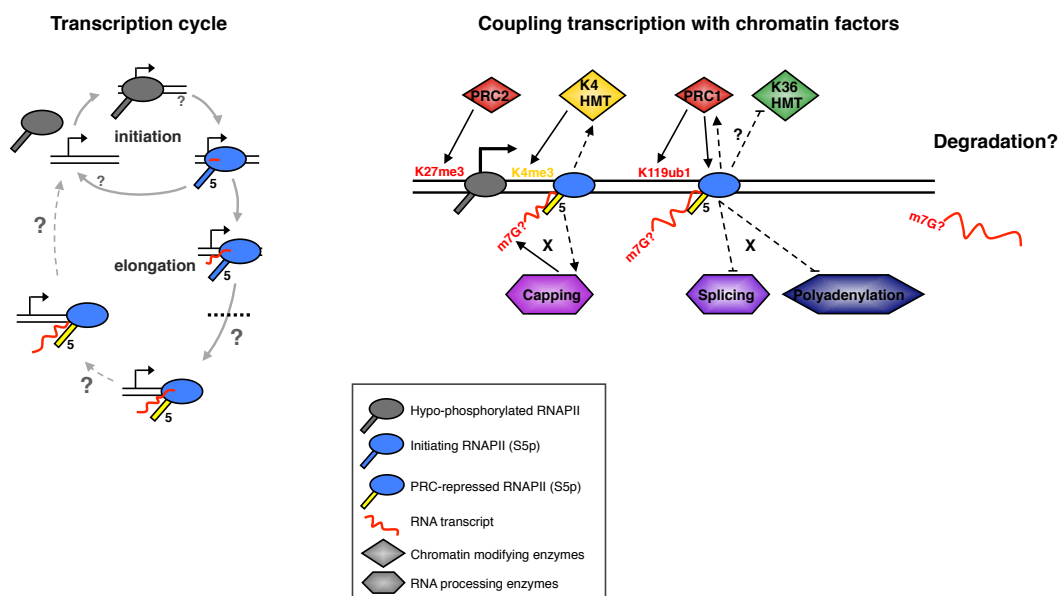 Transcription cycle
?
initiation
5
?
?
elongation
5
?
5
?
5
Coupling transcription with chromatin factors
PRC2
K4
HMT
PRC1
K36
HMT
?
Degradation?
K27me3
K4me3
K119ub1
5
5
m7G?
m7G?
m7G?
X
X
Capping
Splicing
Polyadenylation
Hypo-phosphorylated RNAPII
Initiating RNAPII (S5p)
PRC-repressed RNAPII (S5p)
RNA transcript
Chromatin modifying enzymes
RNA processing enzymes